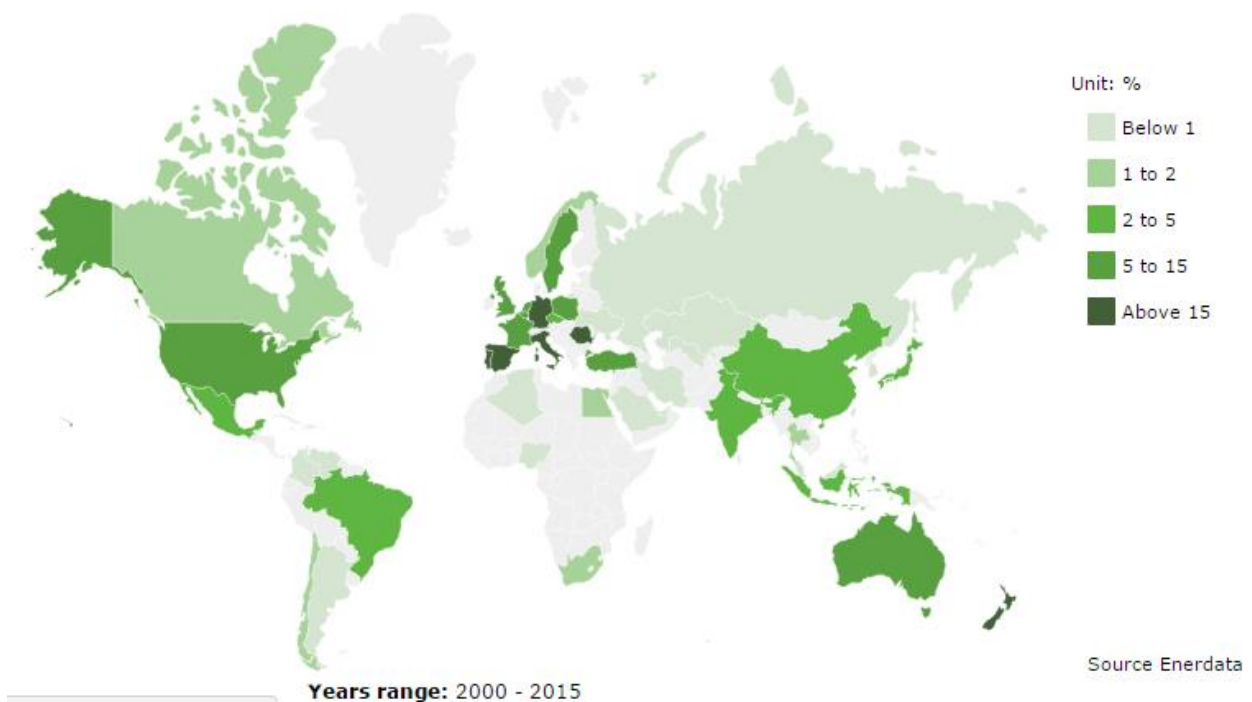 Unit: %
Below 1
1 to 2
2 to 5
5 to 15
Above 15
Source Enerdata
Years range: 2000 - 2015